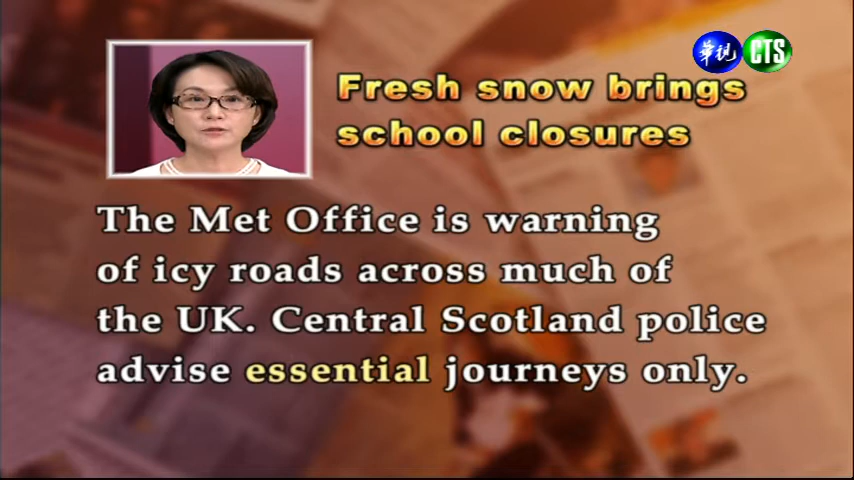 華視 CTS
Fresh snow brings
school closures
The Met Office is warning
of icy roads across much of
the UK. Central Scotland police
advise essential journeys only.